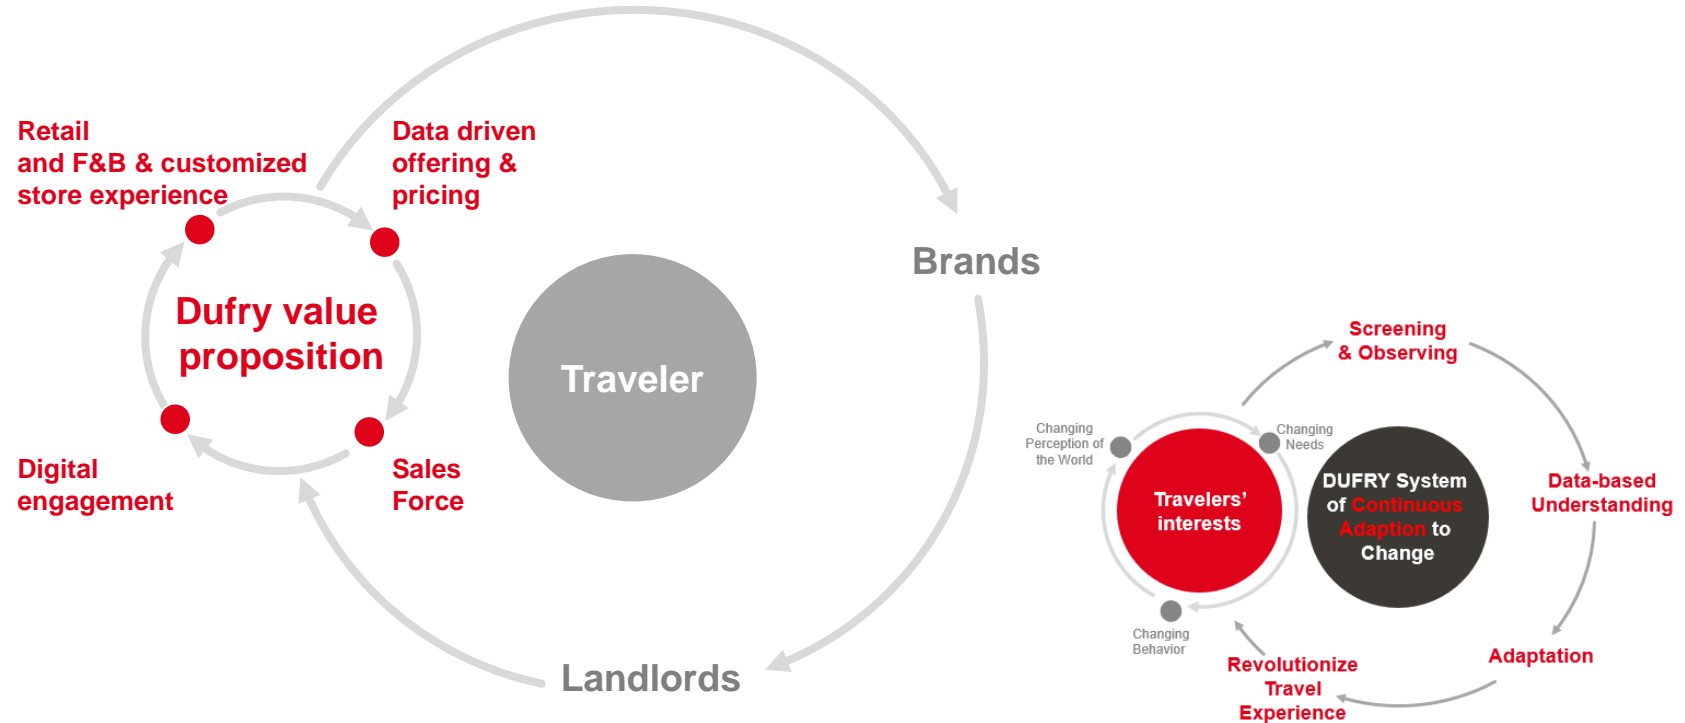 Retail
and F&B & customized
store experience
Data driven
offering &
pricing
Dufry value
proposition
Digital
engagement
Sales
Force
Traveler
Brands
Landlords
Screening
& Observing
Changing
Perception of
the World
Changing
Needs
Travelers’
interests
DUFRY System
of Continuous
Adaption to
Change
Data-based
Understanding
Changing
Behavior
Adaptation
Revolutionize
Travel
Experience